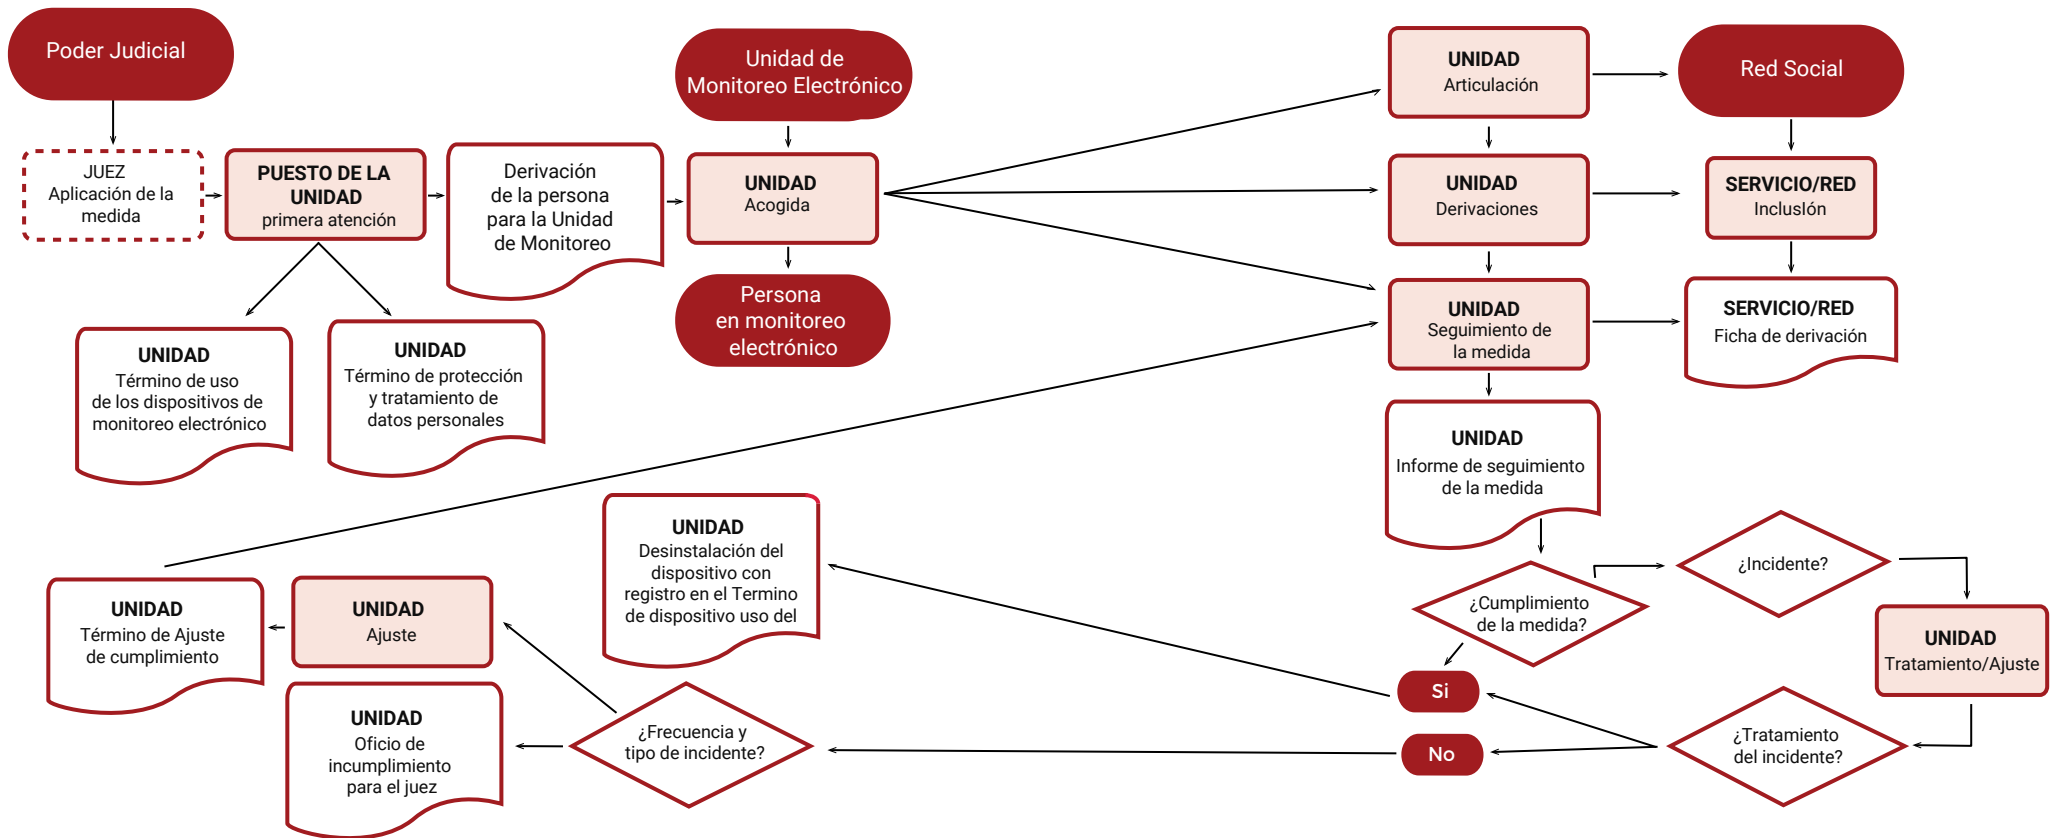 Poder Judicial
JUEZ
Aplicación de la
medida
PUESTO DE LA
UNIDAD
primera atención
Derivación
de la persona
para la Unidad
de Monitoreo
Unidad de
Monitoreo Electrónico
UNIDAD
Acogida
Persona
en monitoreo
electrónico
UNIDAD
Articulación
Red Social
UNIDAD
Derivaciones
SERVICIO/RED
InclusIón
UNIDAD
Seguimiento de
la medida
SERVICIO/RED
Ficha de derivación
UNIDAD
Término de uso
de los dispositivos de
monitoreo electrónico
UNIDAD
Término de protección
y tratamiento de
datos personales
UNIDAD
Informe de seguimiento
de la medida
UNIDAD
Desinstalación del
dispositivo con
registro en el Termino
de dispositivo uso del
¿Cumplimiento
de la medida?
¿Incidente?
UNIDAD
Tratamiento/Ajuste
UNIDAD
Término de Ajuste
de cumplimiento
UNIDAD
Ajuste
Si
No
¿Tratamiento
del incidente?
¿Frecuencia y
tipo de incidente?
UNIDAD
Oficio de
incumplimiento
para el juez